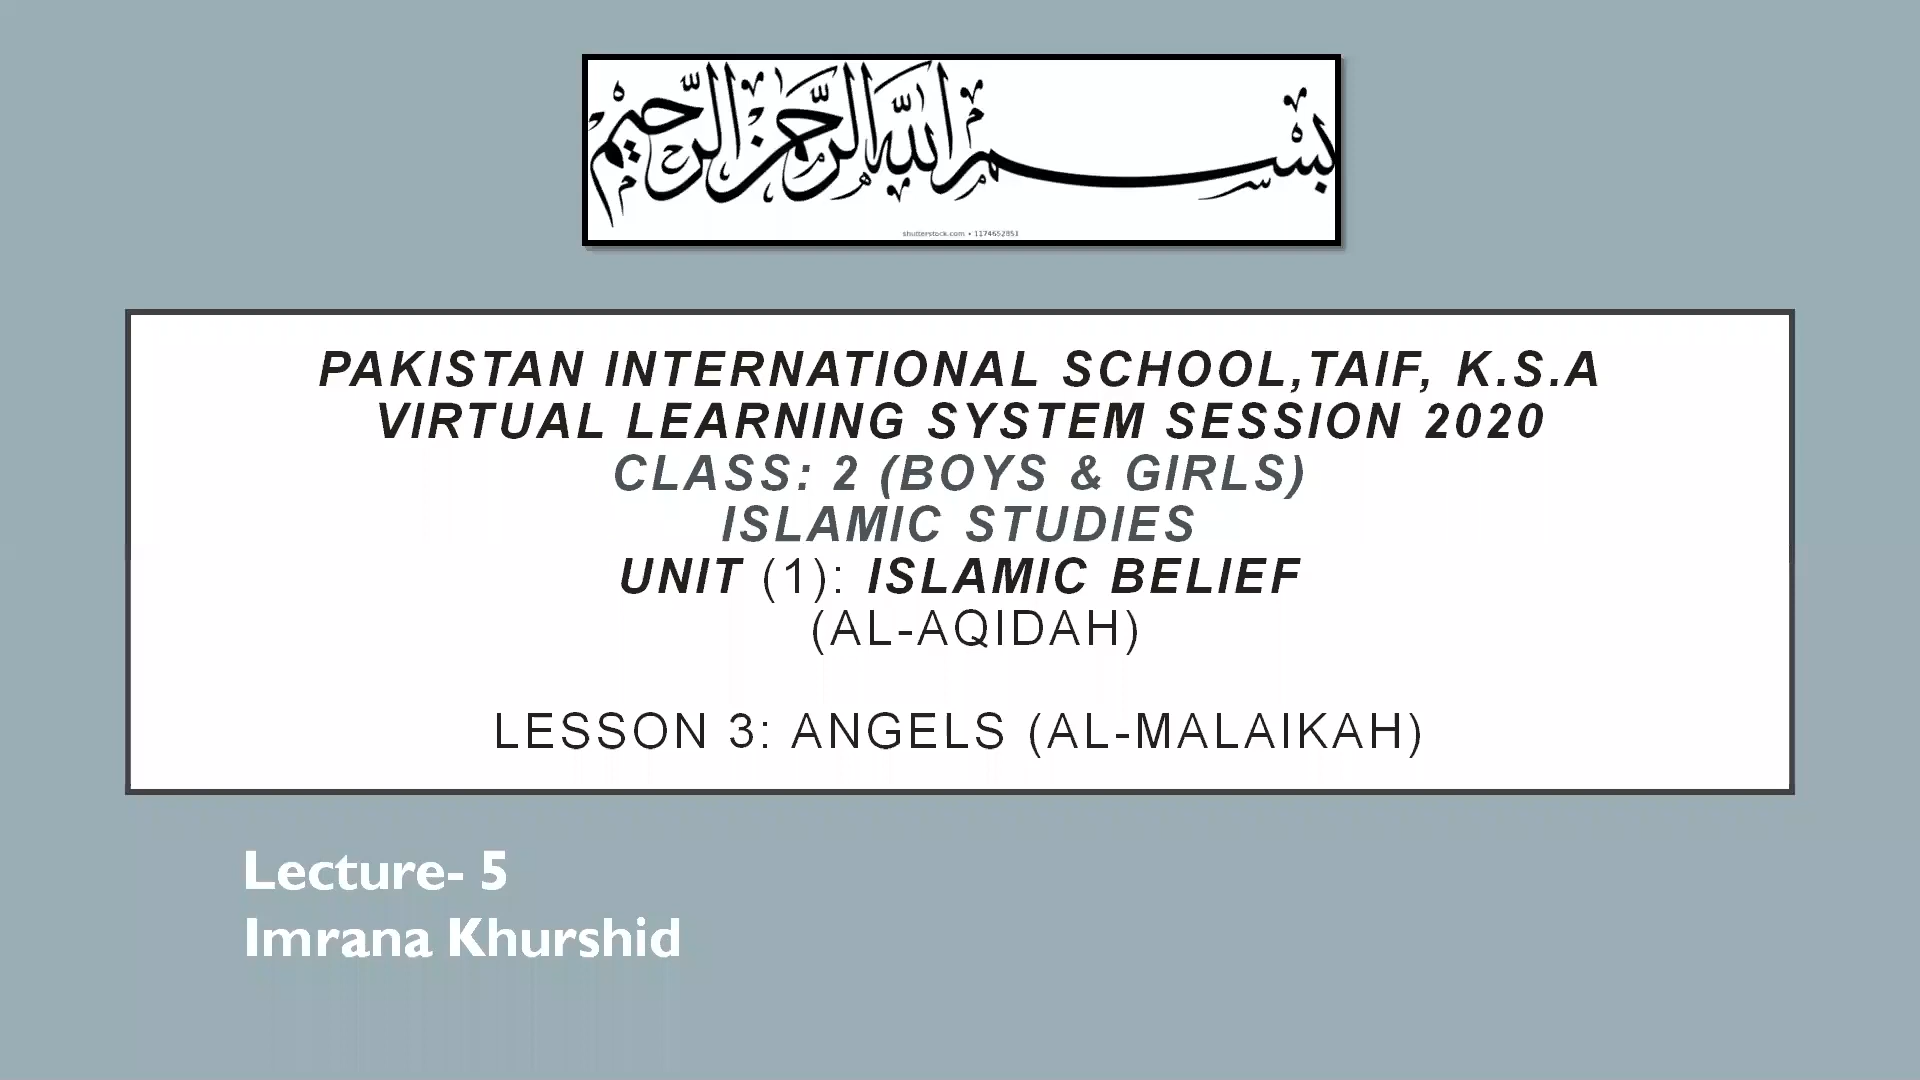 بسم الله الرحمن الرحيم
shutterstock.com • 1174652851
PAKISTAN INTERNATIONAL SCHOOL,TAIF, K.S.A
VIRTUAL LEARNING SYSTEM SESSION 2020
CLASS: 2 (BOYS & GIRLS)
ISLAMIC STUDIES
UNIT (1): ISLAMIC BELIEF
(AL-AQIDAH)
LESSON 3: ANGELS (AL-MALAIKAH)
Lecture- 5
Imrana Khurshid